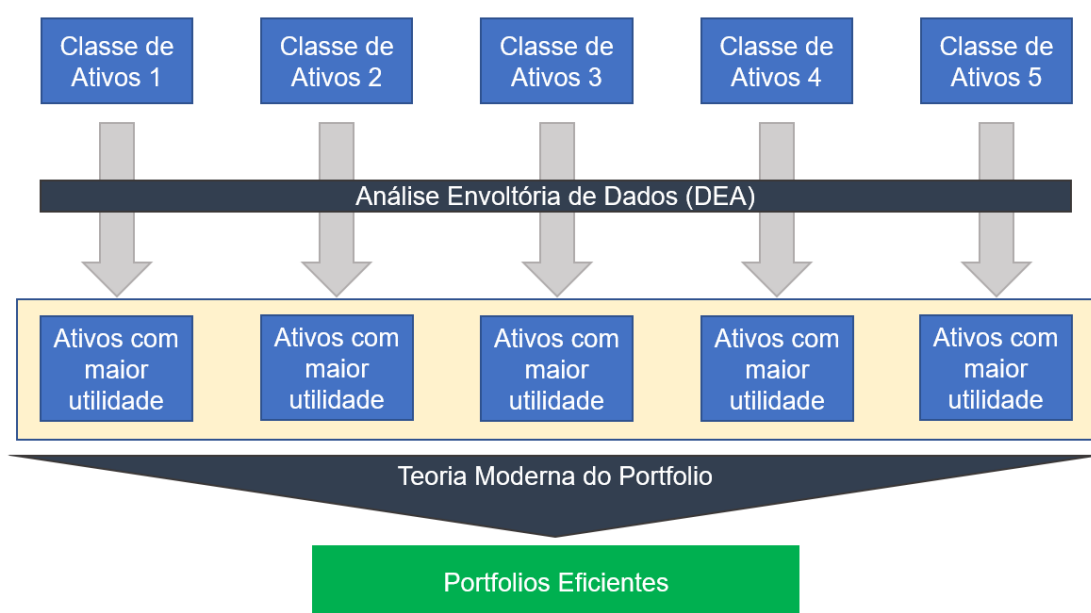 Classe de
Ativos 1
Classe de
Ativos 2
Classe de
Ativos 3
Classe de
Ativos 4
Classe de
Ativos 5
Análise Envoltória de Dados (DEA)
Ativos com
maior
utilidade
Ativos com
maior
utilidade
Ativos com
maior
utilidade
Ativos com
maior
utilidade
Ativos com
maior
utilidade
Teoria Moderna do Portfolio
Portfolios Eficientes